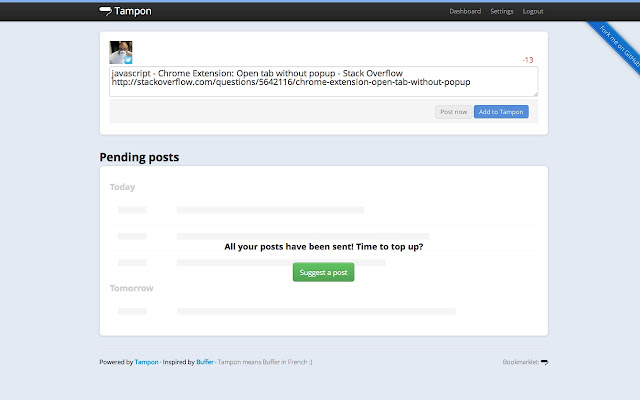 Tampon
Dashboard Settings Logout
Fork me on GitHub
-13
javascript - Chrome Extension: Open tab without popup - Stack Overflow
http://stackoverflow.com/questions/5642116/chrome-extension-open-tab-without-popup
Post now Add to Tampon
Pending posts
Today
All your posts have been sent! Time to top up?
Suggest a post
Tomorrow
Powered by Tampon · Inspired by Buffer · Tampon means Buffer in French :)
Bookmarklet: